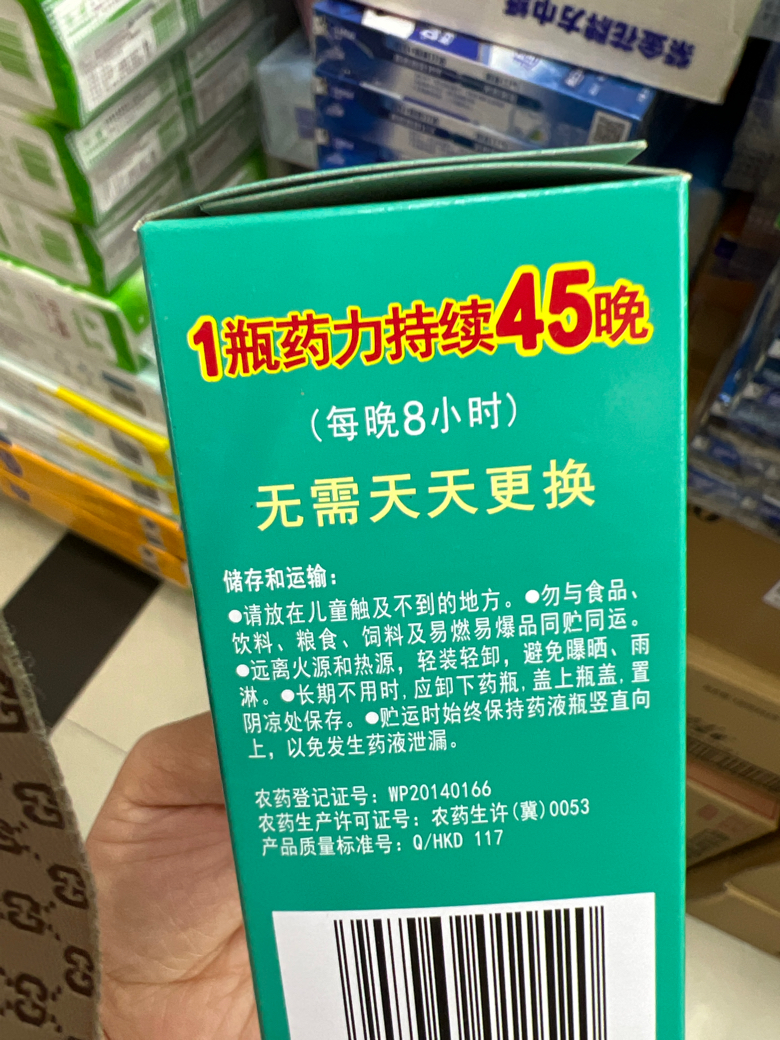 紫金花牌方巾纸
1瓶药力持续45晚
(每晚8小时)
无需天天更换
储存和运输:
●请放在儿童触及不到的地方。●勿与食品、
饮料、粮食、饲料及易燃易爆品同贮同运。
●远离火源和热源,轻装轻卸,避免曝晒、雨
淋。●长期不用时,应卸下药瓶,盖上瓶盖,置
阴凉处保存。●贮运时始终保持药液瓶竖直向
上,以免发生药液泄漏。
农药登记证号:WP20140166
农药生产许可证号:农药生许(冀)0053
产品质量标准号:Q/HKD 117